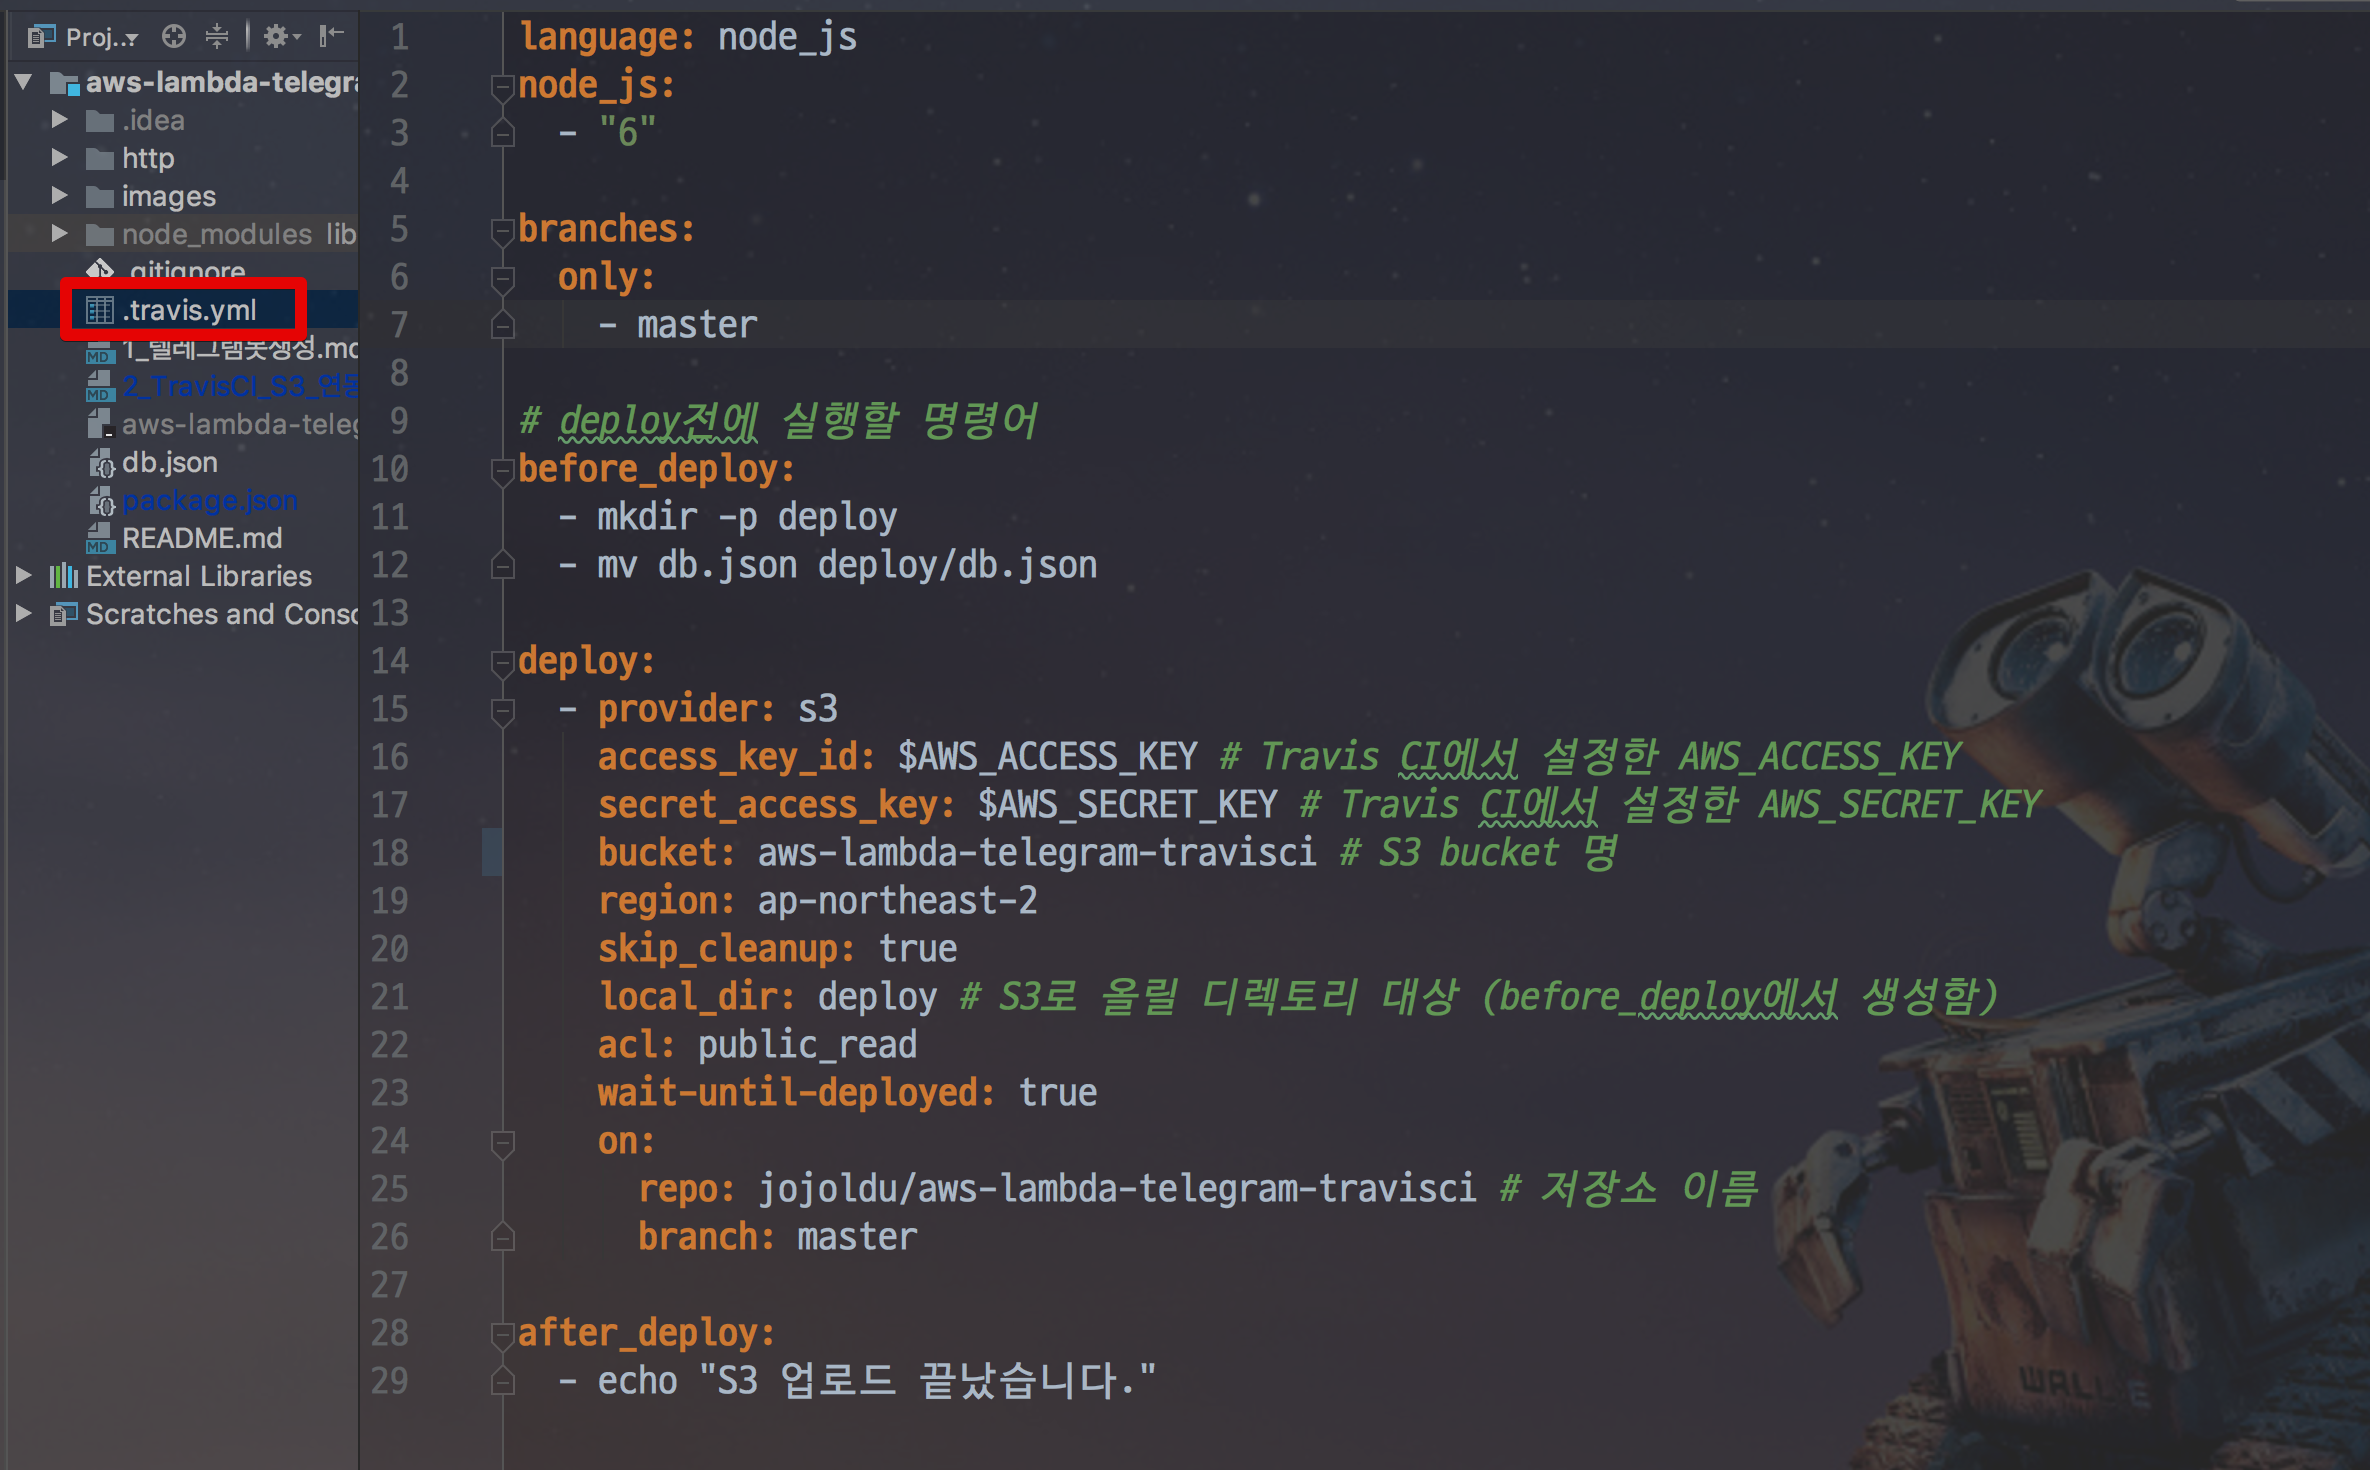 Proj...
aws-lambda-telegra
.idea
http
images
node_modules lib
.gitignore
.travis.yml
1_텔레그램봇생성.md
2_TravisCI_S3_연동
aws-lambda-teleg
db.json
package.json
README.md
External Libraries
Scratches and Conso
1 language: node_js
2 node_js:
3 - "6"
4
5 branches:
6 only:
7 - master
8
9 # deploy전에 실행할 명령어
10 before_deploy:
11 - mkdir -p deploy
12 - mv db.json deploy/db.json
13
14 deploy:
15 - provider: s3
16 access_key_id: $AWS_ACCESS_KEY # Travis CI에서 설정한 AWS_ACCESS_KEY
17 secret_access_key: $AWS_SECRET_KEY # Travis CI에서 설정한 AWS_SECRET_KEY
18 bucket: aws-lambda-telegram-travisci # S3 bucket 명
19 region: ap-northeast-2
20 skip_cleanup: true
21 local_dir: deploy # S3로 올릴 디렉토리 대상 (before_deploy에서 생성함)
22 acl: public_read
23 wait-until-deployed: true
24 on:
25 repo: jojoldu/aws-lambda-telegram-travisci # 저장소 이름
26 branch: master
27
28 after_deploy:
29 - echo "S3 업로드 끝났습니다."
WALL·E